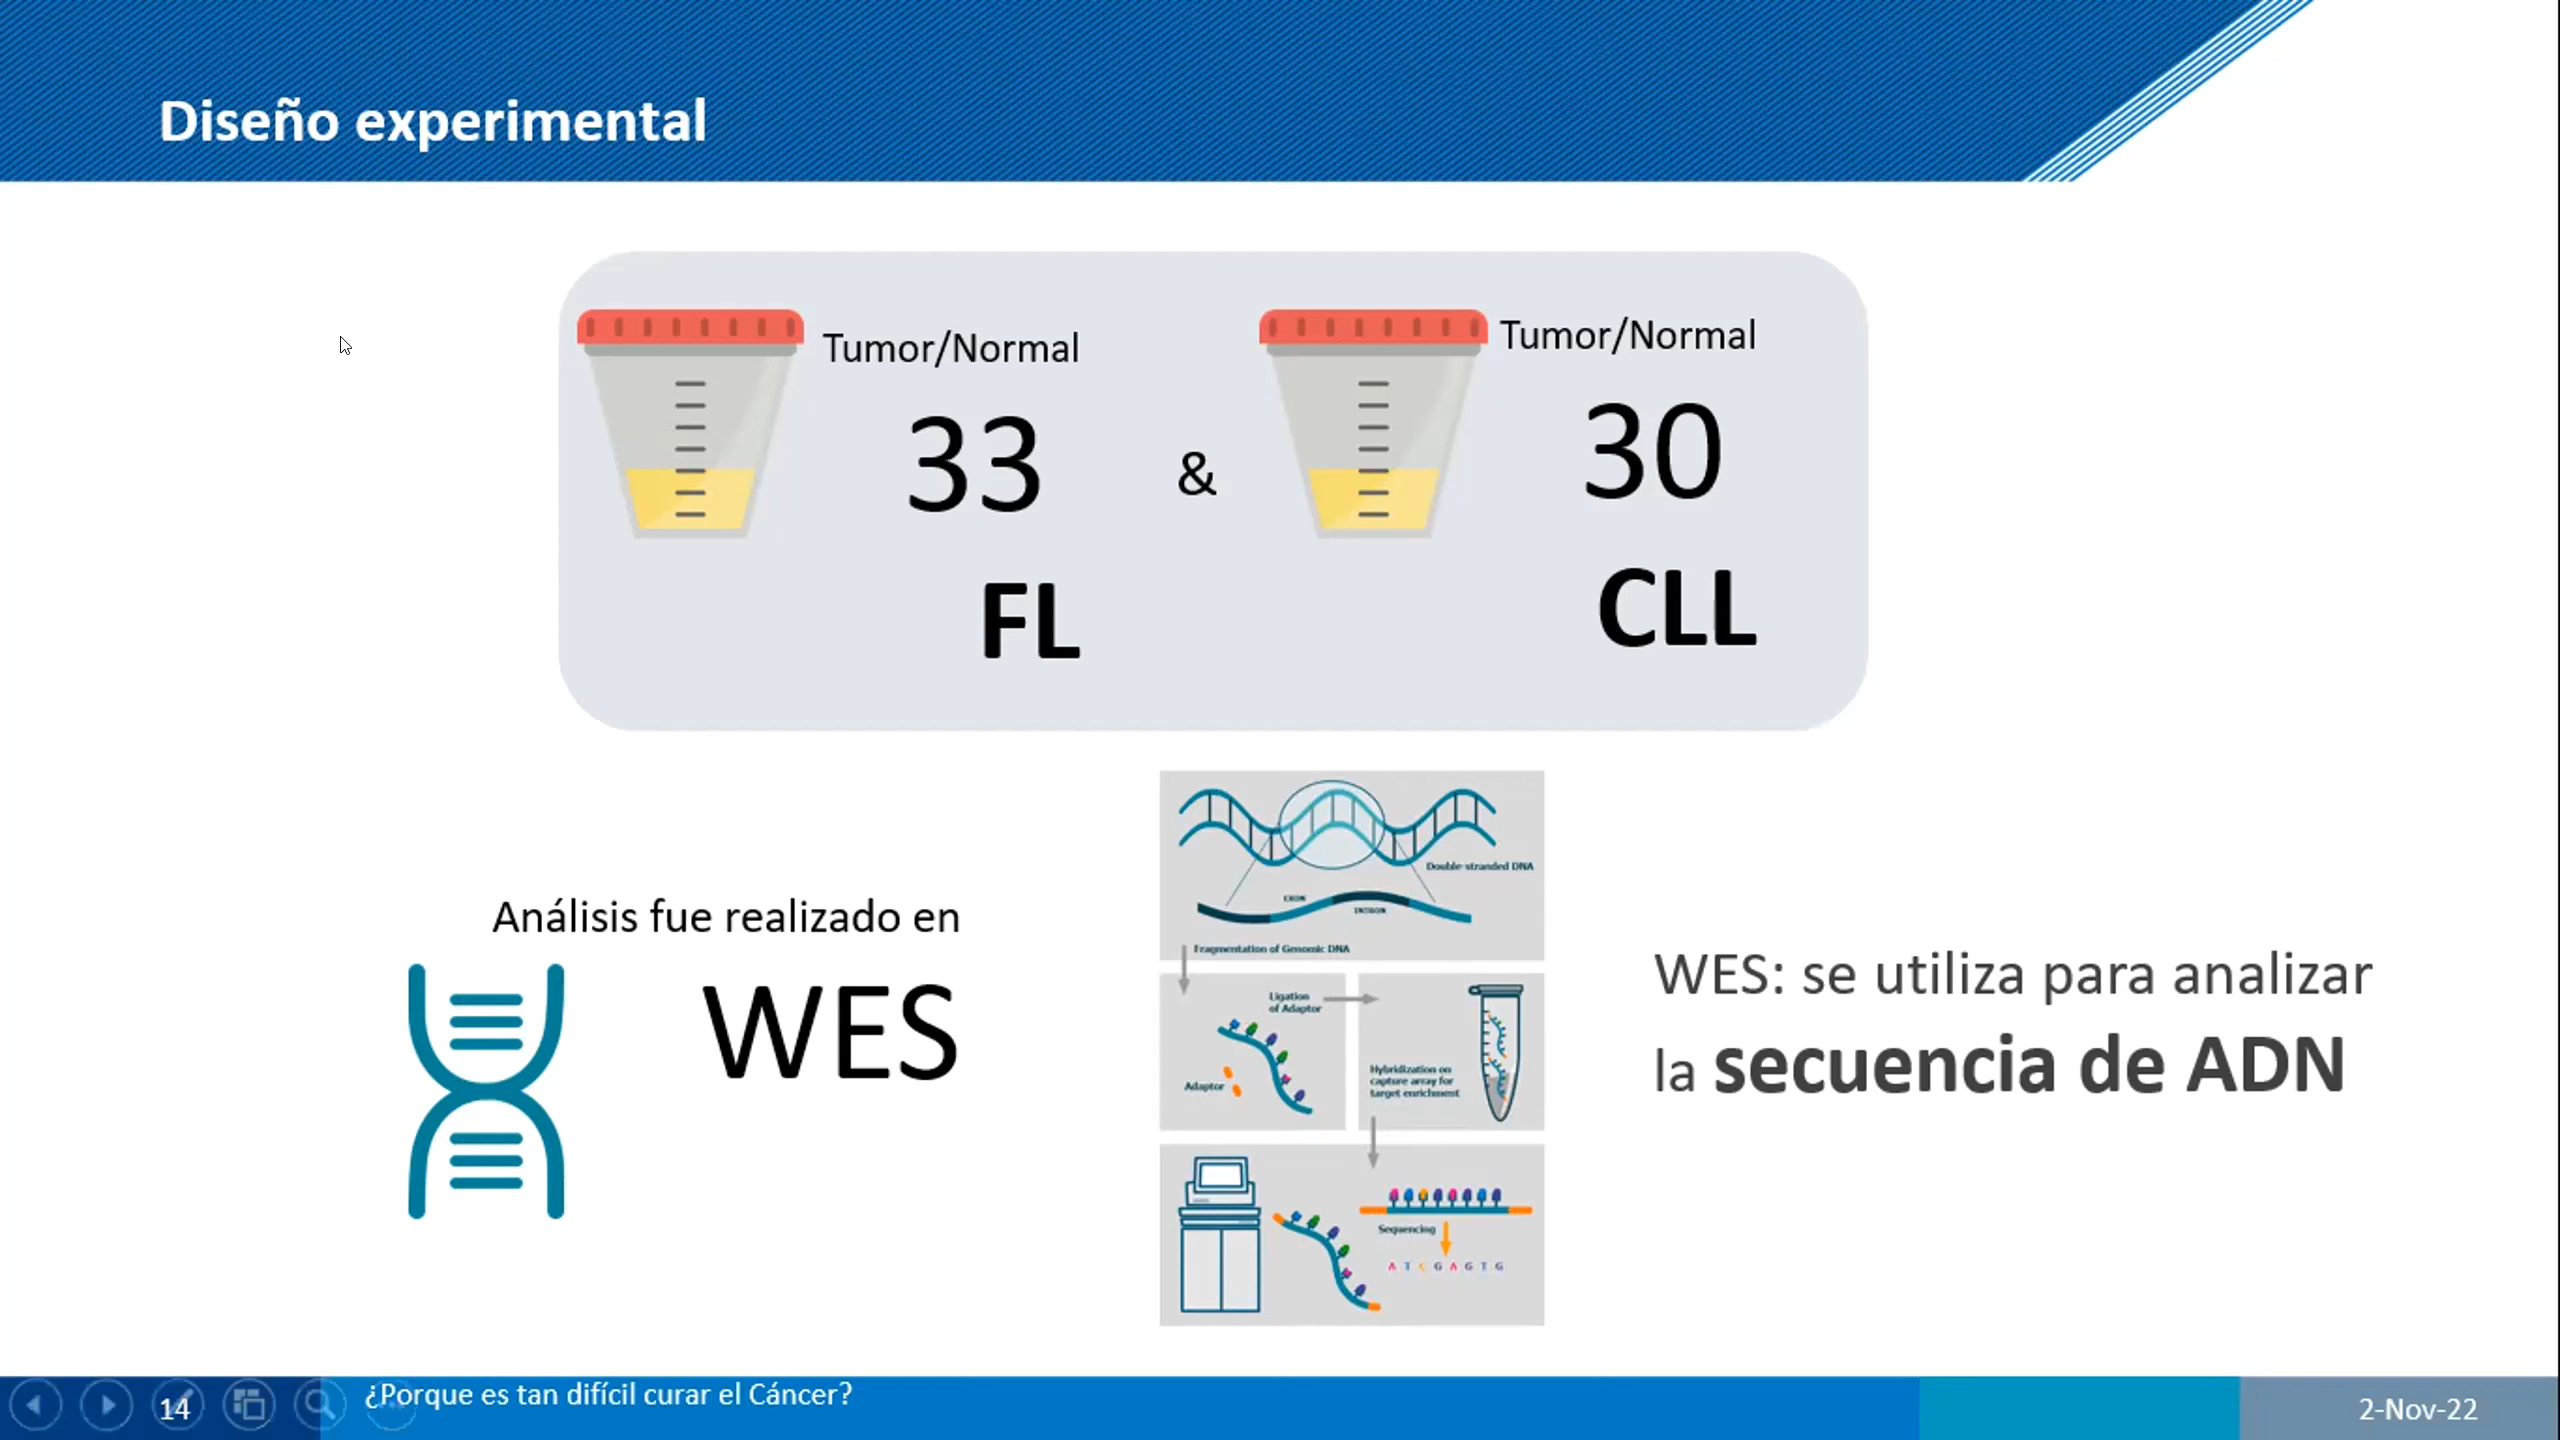 Diseño experimental
Tumor/Normal
33
FL
&
Tumor/Normal
30
CLL
Análisis fue realizado en
WES
Double-stranded DNA
EXON
INTRON
Fragmentation of Genomic DNA
Ligation
of Adaptor
Adaptor
Hybridization on
capture array for
target enrichment
Sequencing
A T C G A G T G
WES: se utiliza para analizar
la secuencia de ADN
14
¿Porque es tan difícil curar el Cáncer?
2-Nov-22